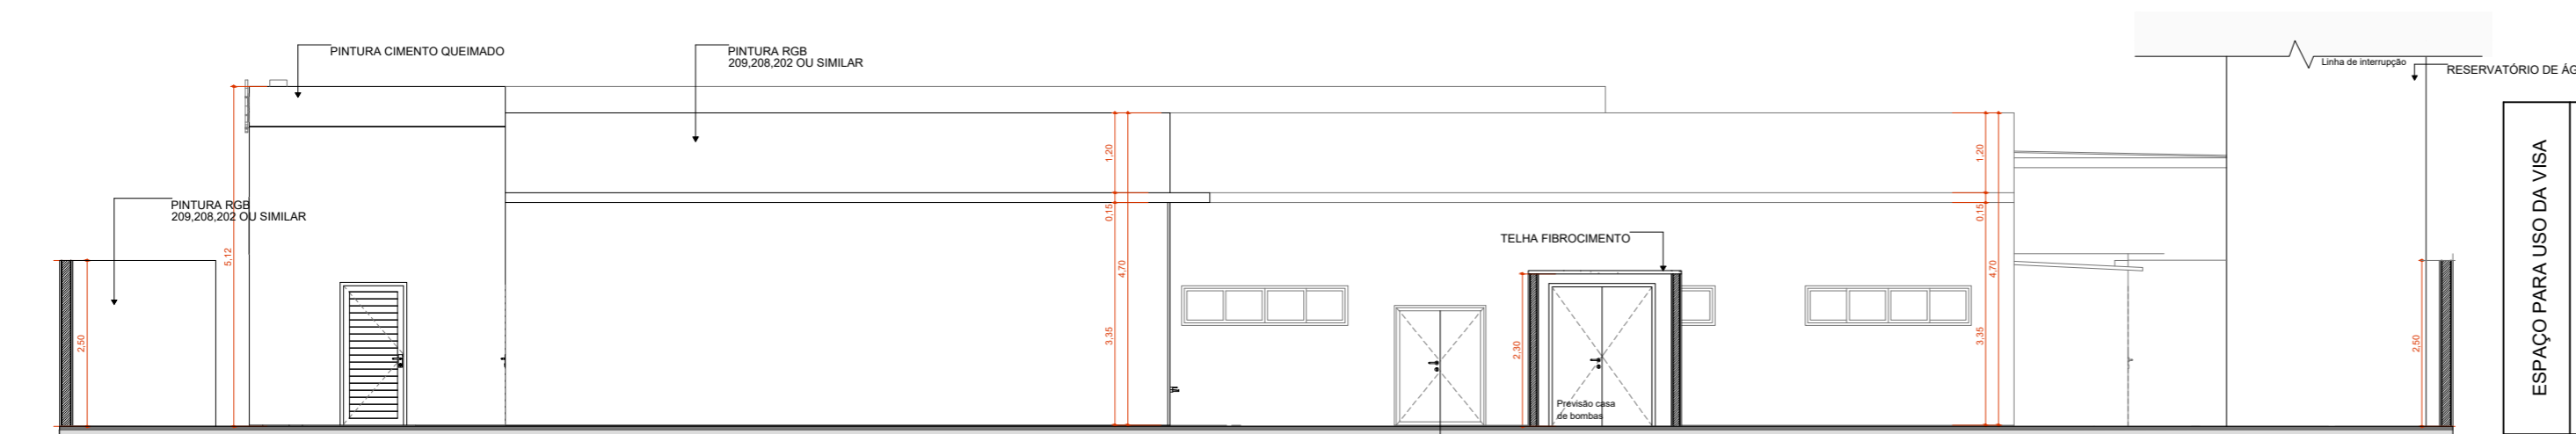 PINTURA CIMENTO QUEIMADO
PINTURA RGB
209,208,202 OU SIMILAR
Linha de interrupção
RESERVATÓRIO DE ÁG
PINTURA RGB
209,208,202 OU SIMILAR
TELHA FIBROCIMENTO
Previsão casa
de bombas
2,50
5,12
1,20
0,15
3,35
4,70
2,30
1,20
0,15
3,35
4,70
2,50
ESPAÇO PARA USO DA VISA